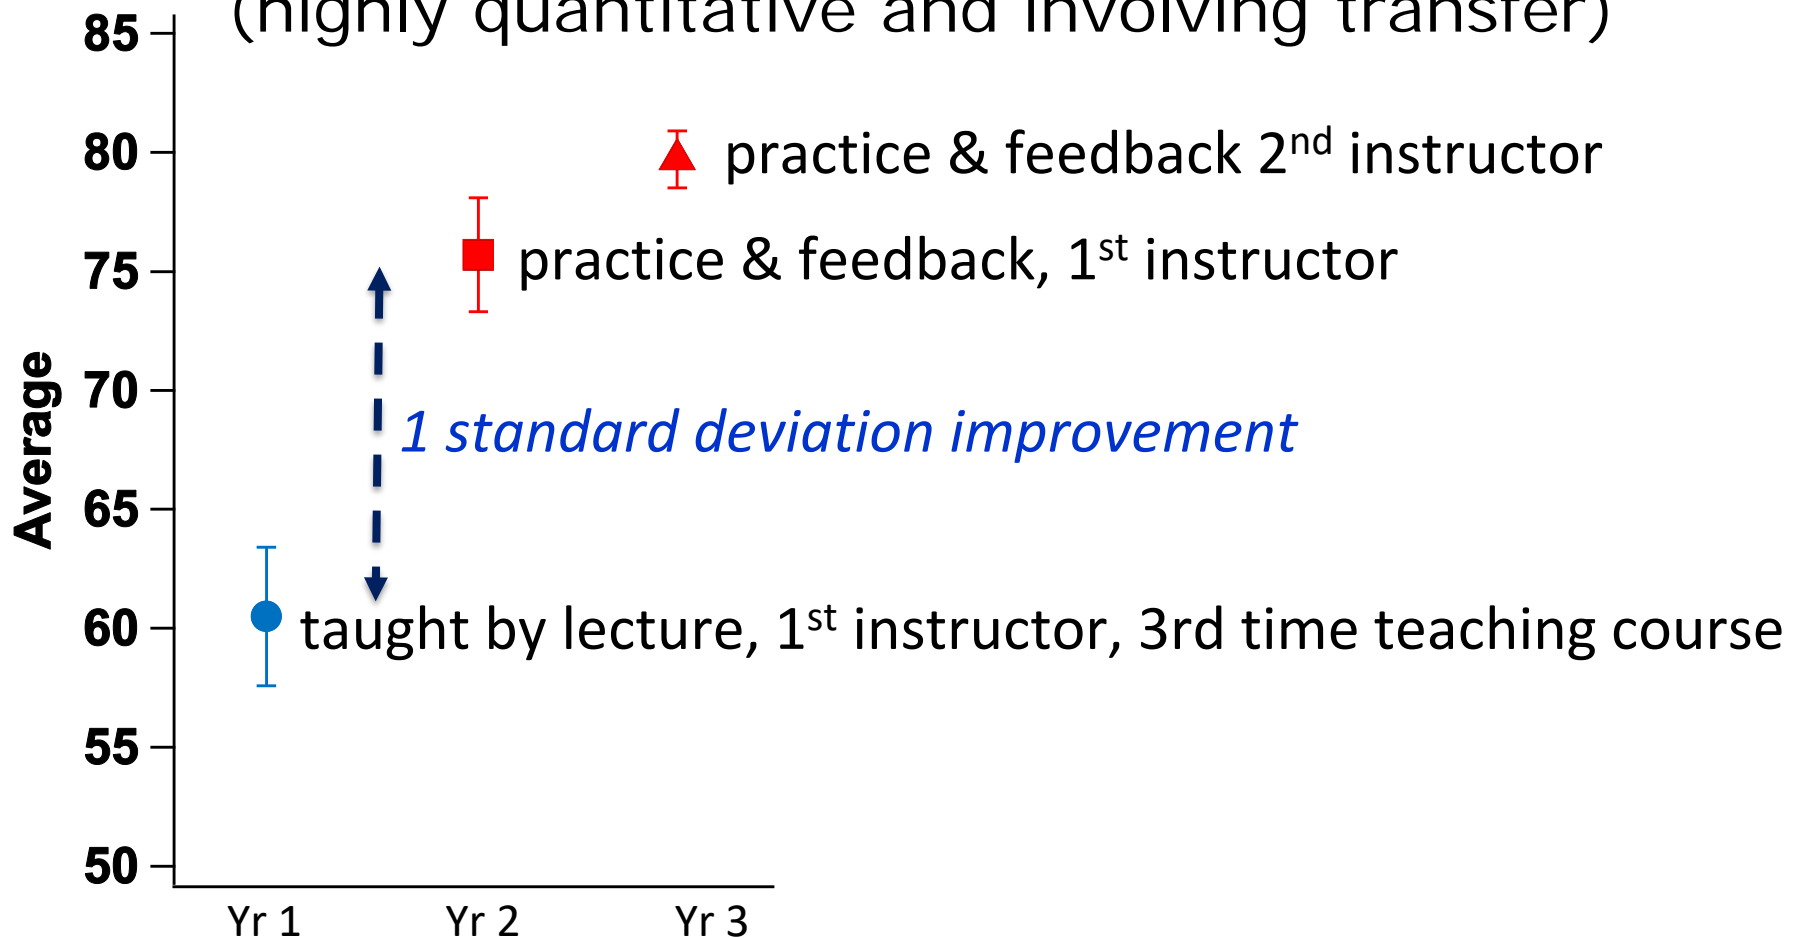 (highly quantitative and involving transfer)
85
80
practice & feedback 2nd instructor
75
practice & feedback, 1st instructor
Average
70
1 standard deviation improvement
65
60
taught by lecture, 1st instructor, 3rd time teaching course
55
50
Yr 1 Yr 2 Yr 3